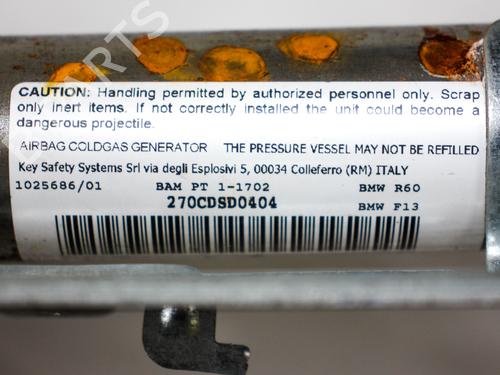 CAUTION: Handling permitted by authorized personnel only. Scrap
only inert items. If not correctly installed the unit could become a
dangerous projectile.
AIRBAG COLDGAS GENERATOR THE PRESSURE VESSEL MAY NOT BE REFILLED
Key Safety Systems Srl via degli Esplosivi 5, 00034 Colleferro (RM) ITALY
1025686/01 BAM PT 1-1702 BMW R60
270CDSD0404 BMW F13